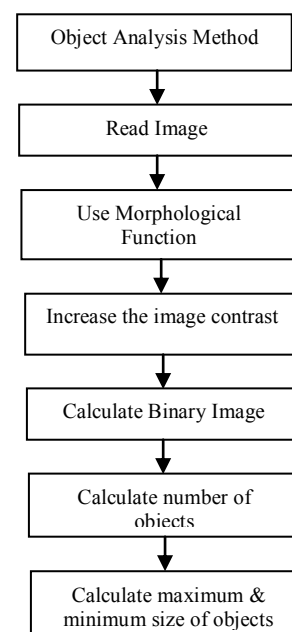 Object Analysis Method
Read Image
Use Morphological
Function
Increase the image contrast
Calculate Binary Image
Calculate number of
objects
Calculate maximum &
minimum size of objects